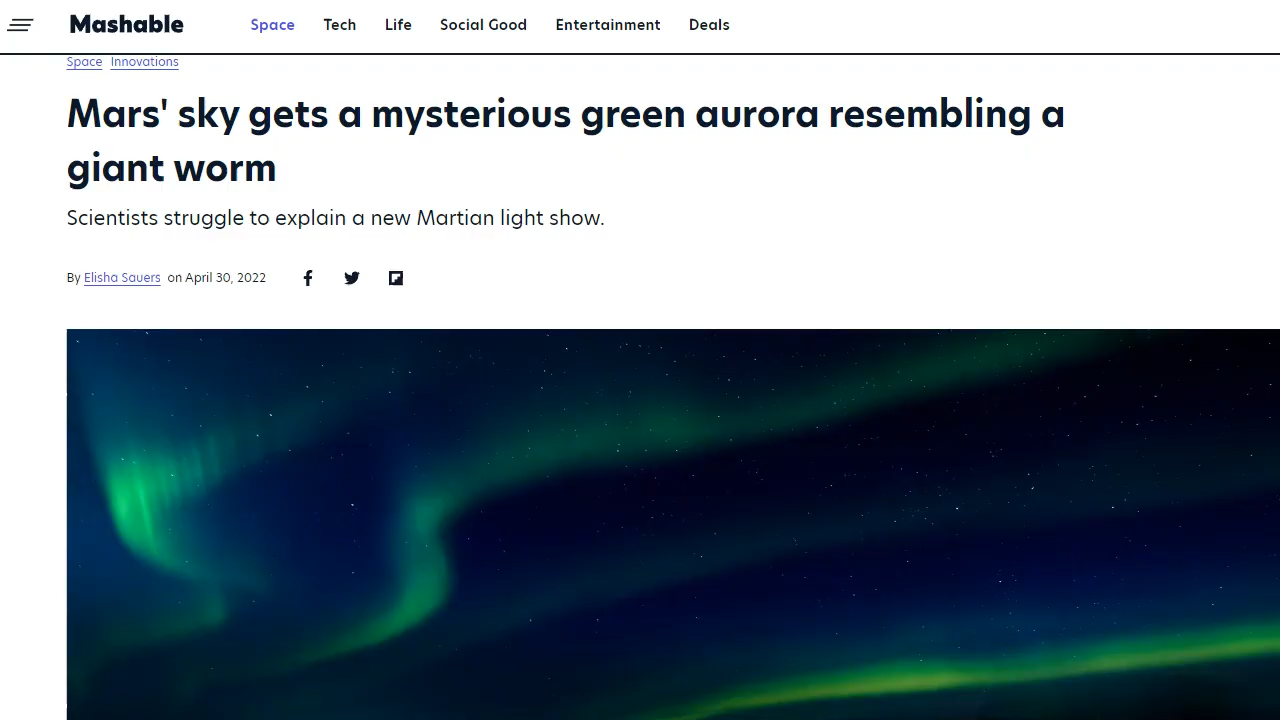 Mashable
Space Tech Life Social Good Entertainment Deals
Space Innovations
Mars' sky gets a mysterious green aurora resembling a
giant worm
Scientists struggle to explain a new Martian light show.
By Elisha Sauers on April 30, 2022